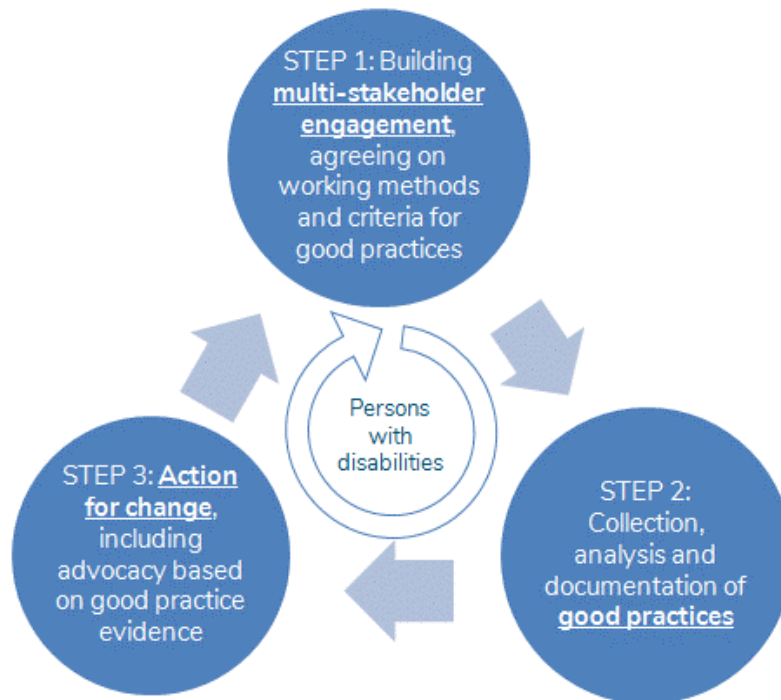 STEP 1: Building
multi-stakeholder
engagement,
agreeing on
working methods
and criteria for
good practices
Persons
with
disabilities
STEP 2:
Collection,
analysis and
documentation of
good practices
STEP 3: Action
for change,
including
advocacy based
on good practice
evidence